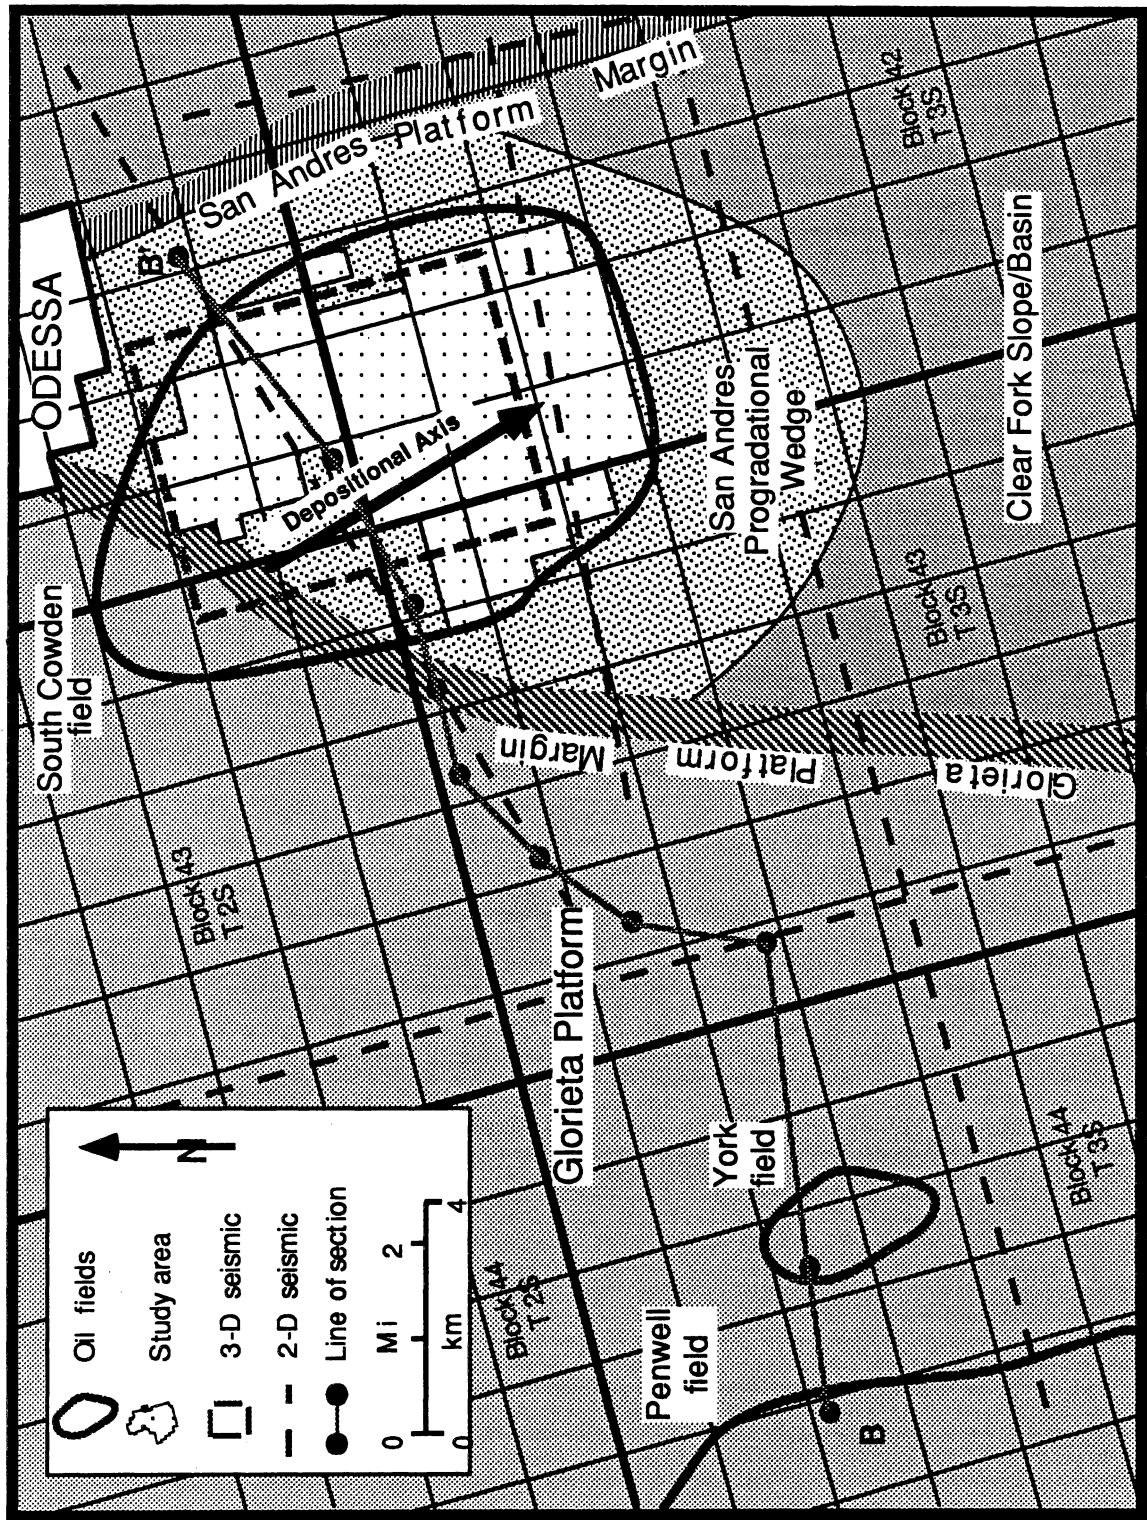 ODESSA
South Cowden
field
B'
San Andres Platform
Margin
Depositional Axis
Block 42
T 3S
San Andres
Progradational
Wedge
Clear Fork Slope/Basin
Block 43
T 3S
Block 43
T 2S
Glorieta Platform
Margin
Glorieta Platform
York
field
Penwell
field
B
Block 44
T 2S
Block 44
T 3S
Oil fields
Study area
3-D seismic
2-D seismic
Line of section
N
0 2
Mi
0 4
km